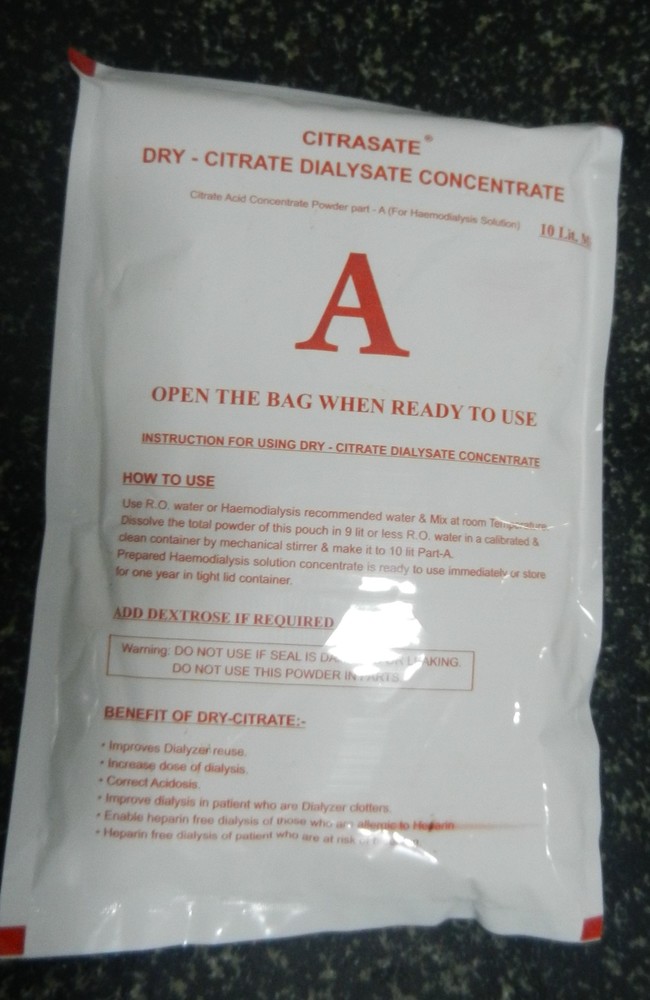 CITRASATE®
DRY - CITRATE DIALYSATE CONCENTRATE
Citrate Acid Concentrate Powder part - A (For Haemodialysis Solution)
10 Lit.
A
OPEN THE BAG WHEN READY TO USE
INSTRUCTION FOR USING DRY - CITRATE DIALYSATE CONCENTRATE
HOW TO USE
Use R.O. water or Haemodialysis recommended water & Mix at room Temperature.
Dissolve the total powder of this pouch in 9 lit or less R.O. water in a calibrated &
clean container by mechanical stirrer & make it to 10 lit Part-A.
Prepared Haemodialysis solution concentrate is ready to use immediately or store
for one year in tight lid container.
ADD DEXTROSE IF REQUIRED
Warning: DO NOT USE IF SEAL IS OR LEAKING.
DO NOT USE THIS POWDER IN PARTS
BENEFIT OF DRY-CITRATE:-
• Improves Dialyzer reuse.
• Increase dose of dialysis.
• Correct Acidosis.
• Improve dialysis in patient who are Dialyzer clotters.
• Enable heparin free dialysis of those who are allergic to Heparin
• Heparin free dialysis of patient who are at risk